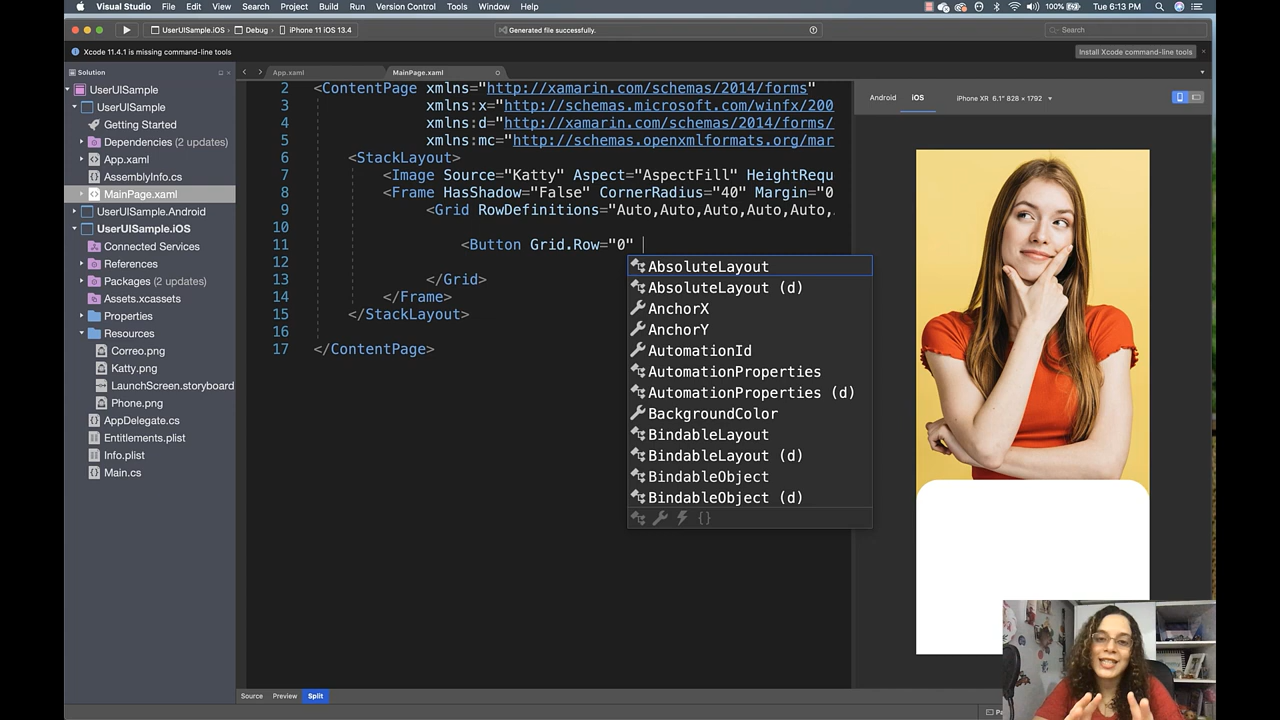 Visual Studio File Edit View Search Project Build Run Version Control Tools Window Help 100% Tue 6:13 PM
UserUISample.iOS Debug iPhone 11 iOS 13.4 Generated file successfully. Search
Xcode 11.4.1 is missing command-line tools Install Xcode command-line tools
Solution
UserUISample
UserUISample
Getting Started
Dependencies (2 updates)
App.xaml
AssemblyInfo.cs
MainPage.xaml
UserUISample.Android
UserUISample.iOS
Connected Services
References
Packages (2 updates)
Assets.xcassets
Properties
Resources
Correo.png
Katty.png
LaunchScreen.storyboard
Phone.png
AppDelegate.cs
Entitlements.plist
Info.plist
Main.cs
App.xaml MainPage.xaml
2 <ContentPage xmlns="http://xamarin.com/schemas/2014/forms"
3 xmlns:x="http://schemas.microsoft.com/winfx/200
4 xmlns:d="http://xamarin.com/schemas/2014/forms/
5 xmlns:mc="http://schemas.openxmlformats.org/mar
6 <StackLayout>
7 <Image Source="Katty" Aspect="AspectFill" HeightRequ
8 <Frame HasShadow="False" CornerRadius="40" Margin="0
9 <Grid RowDefinitions="Auto,Auto,Auto,Auto,Auto,
10
11 <Button Grid.Row="0"
12
13 </Grid>
14 </Frame>
15 </StackLayout>
16
17 </ContentPage>
AbsoluteLayout
AbsoluteLayout (d)
AnchorX
AnchorY
AutomationId
AutomationProperties
AutomationProperties (d)
BackgroundColor
BindableLayout
BindableLayout (d)
BindableObject
BindableObject (d)
{}
Android iOS iPhone XR 6.1" 828 × 1792
Source Preview Split